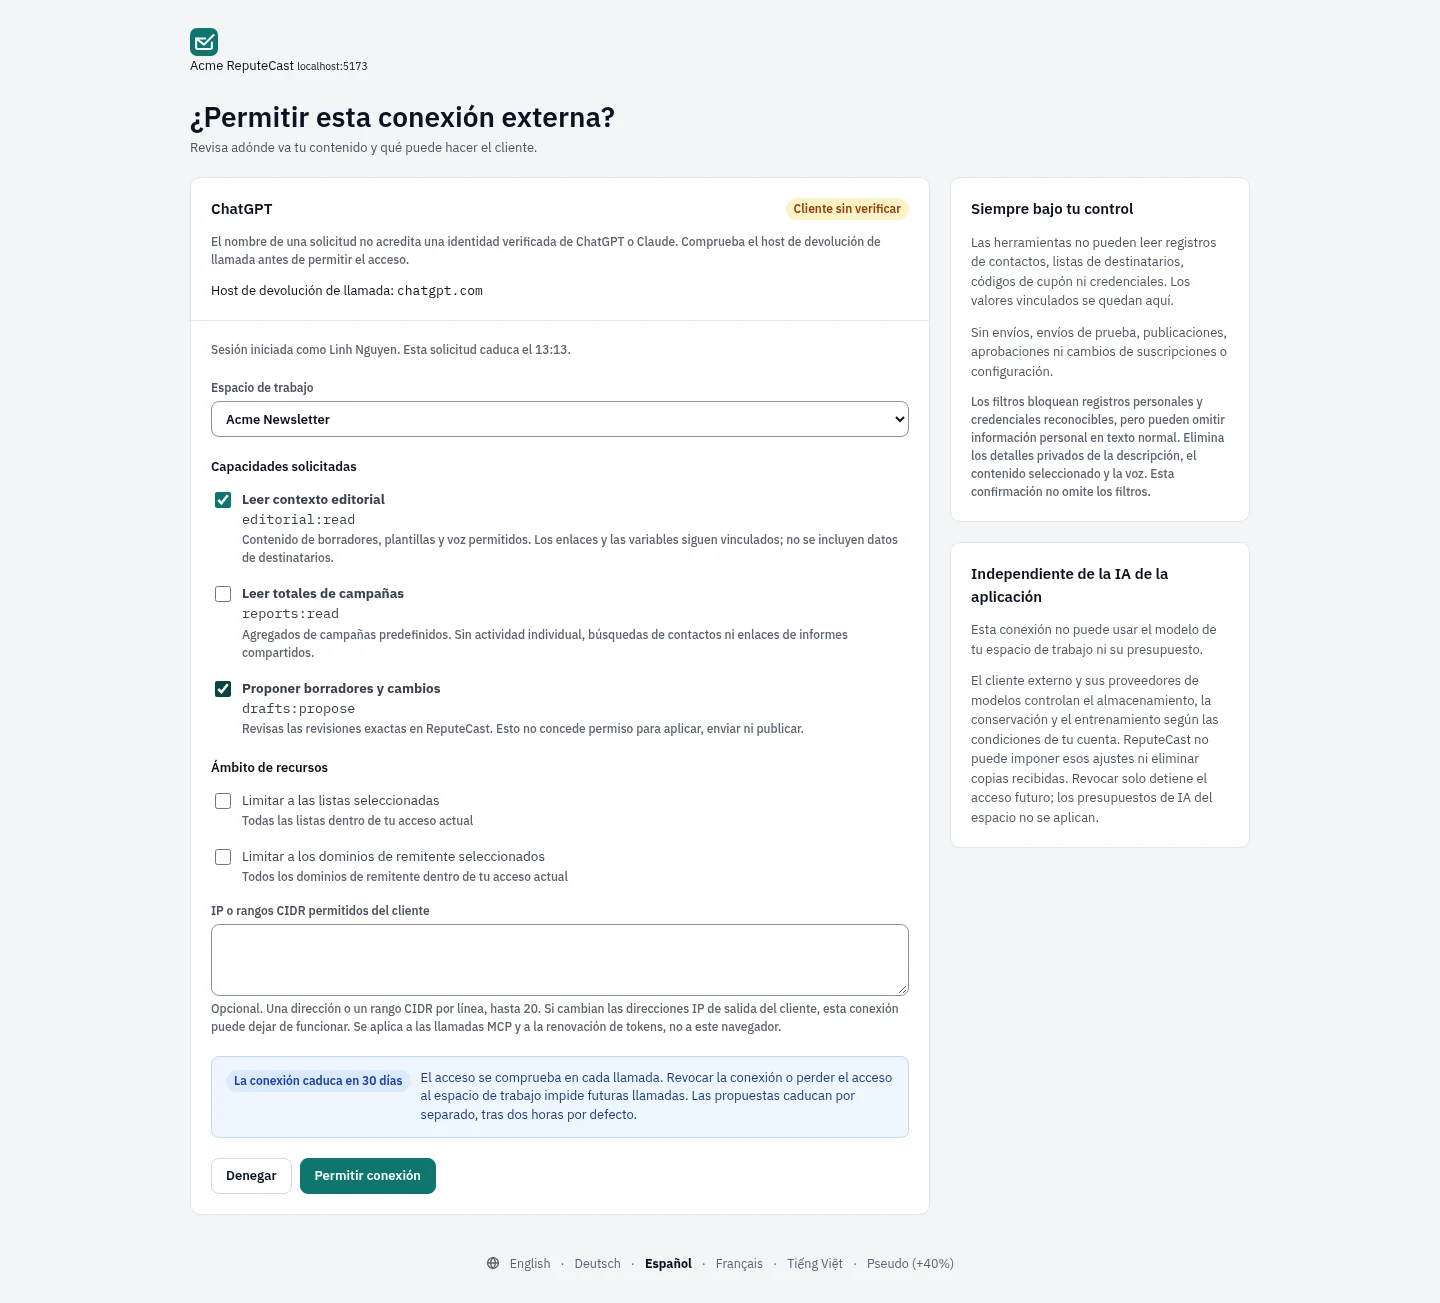 Acme ReputeCast localhost:5173
¿Permitir esta conexión externa?
Revisa adónde va tu contenido y qué puede hacer el cliente.
ChatGPT
Cliente sin verificar
El nombre de una solicitud no acredita una identidad verificada de ChatGPT o Claude. Comprueba el host de devolución de
llamada antes de permitir el acceso.
Host de devolución de llamada: chatgpt.com
Sesión iniciada como Linh Nguyen. Esta solicitud caduca el 13:13.
Espacio de trabajo
Acme Newsletter
Capacidades solicitadas
Leer contexto editorial
editorial:read
Contenido de borradores, plantillas y voz permitidos. Los enlaces y las variables siguen vinculados; no se incluyen datos
de destinatarios.
Leer totales de campañas
reports:read
Agregados de campañas predefinidos. Sin actividad individual, búsquedas de contactos ni enlaces de informes
compartidos.
Proponer borradores y cambios
drafts:propose
Revisas las revisiones exactas en ReputeCast. Esto no concede permiso para aplicar, enviar ni publicar.
Ámbito de recursos
Limitar a las listas seleccionadas
Todas las listas dentro de tu acceso actual
Limitar a los dominios de remitente seleccionados
Todos los dominios de remitente dentro de tu acceso actual
IP o rangos CIDR permitidos del cliente
Opcional. Una dirección o un rango CIDR por línea, hasta 20. Si cambian las direcciones IP de salida del cliente, esta conexión
puede dejar de funcionar. Se aplica a las llamadas MCP y a la renovación de tokens, no a este navegador.
La conexión caduca en 30 días
El acceso se comprueba en cada llamada. Revocar la conexión o perder el acceso
al espacio de trabajo impide futuras llamadas. Las propuestas caducan por
separado, tras dos horas por defecto.
Denegar
Permitir conexión
Siempre bajo tu control
Las herramientas no pueden leer registros
de contactos, listas de destinatarios,
códigos de cupón ni credenciales. Los
valores vinculados se quedan aquí.
Sin envíos, envíos de prueba, publicaciones,
aprobaciones ni cambios de suscripciones o
configuración.
Los filtros bloquean registros personales y
credenciales reconocibles, pero pueden omitir
información personal en texto normal. Elimina
los detalles privados de la descripción, el
contenido seleccionado y la voz. Esta
confirmación no omite los filtros.
Independiente de la IA de la
aplicación
Esta conexión no puede usar el modelo de
tu espacio de trabajo ni su presupuesto.
El cliente externo y sus proveedores de
modelos controlan el almacenamiento, la
conservación y el entrenamiento según las
condiciones de tu cuenta. ReputeCast no
puede imponer esos ajustes ni eliminar
copias recibidas. Revocar solo detiene el
acceso futuro; los presupuestos de IA del
espacio no se aplican.
English · Deutsch · Español · Français · Tiếng Việt · Pseudo (+40%)